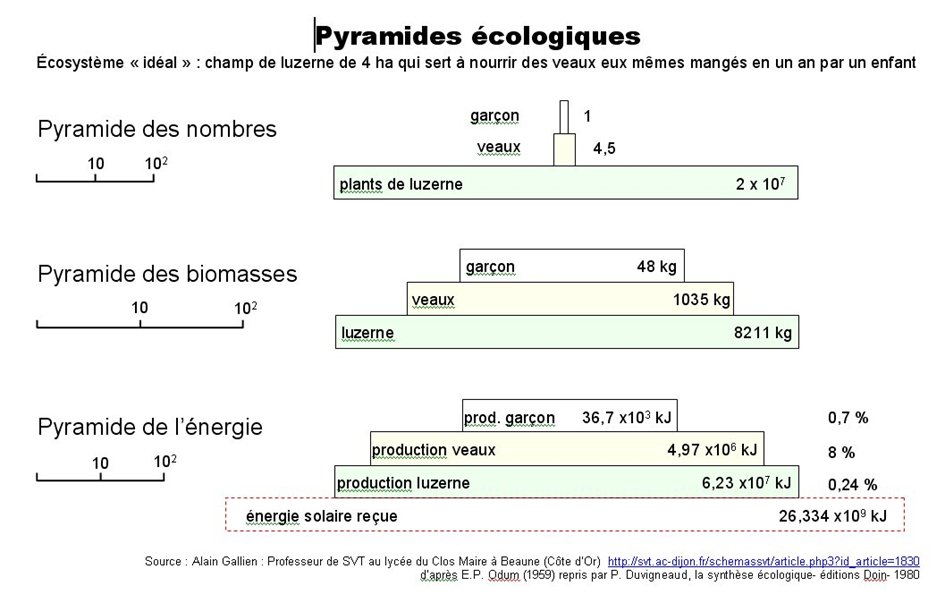 Pyramides écologiques
Écosystème « idéal » : champ de luzerne de 4 ha qui sert à nourrir des veaux eux mêmes mangés en un an par un enfant
Pyramide des nombres
10 10²
garçon 1
veaux 4,5
plants de luzerne 2 x 10⁷
Pyramide des biomasses
10 10²
garçon 48 kg
veaux 1035 kg
luzerne 8211 kg
Pyramide de l'énergie
10 10²
prod. garçon 36,7 x10³ kJ 0,7 %
production veaux 4,97 x10⁶ kJ 8 %
production luzerne 6,23 x10⁷ kJ 0,24 %
énergie solaire reçue 26,334 x10⁹ kJ
Source : Alain Gallien : Professeur de SVT au lycée du Clos Maire à Beaune (Côte d'Or) http://svt.ac-dijon.fr/schemassvt/article.php3?id_article=1830
d'après E.P. Odum (1959) repris par P. Duvigneaud, la synthèse écologique- éditions Doin- 1980